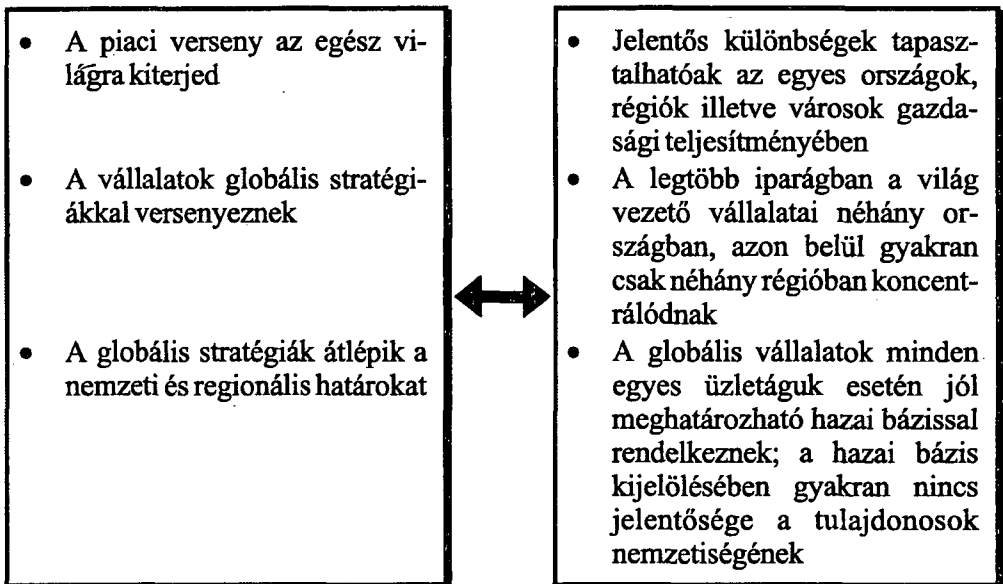 • A piaci verseny az egész vi-
lágra kiterjed
• A vállalatok globális stratégi-
ákkal versenyeznek
• A globális stratégiák átlépik a
nemzeti és regionális határokat
• Jelentős különbségek tapasz-
talhatóak az egyes országok,
régiók illetve városok gazda-
sági teljesítményében
• A legtöbb iparágban a világ
vezető vállalatai néhány or-
szágban, azon belül gyakran
csak néhány régióban koncent-
rálódnak
• A globális vállalatok minden
egyes üzletáguk esetén jól
meghatározható hazai bázissal
rendelkeznek; a hazai bázis
kijelölésében gyakran nincs
jelentősége a tulajdonosok
nemzetiségének